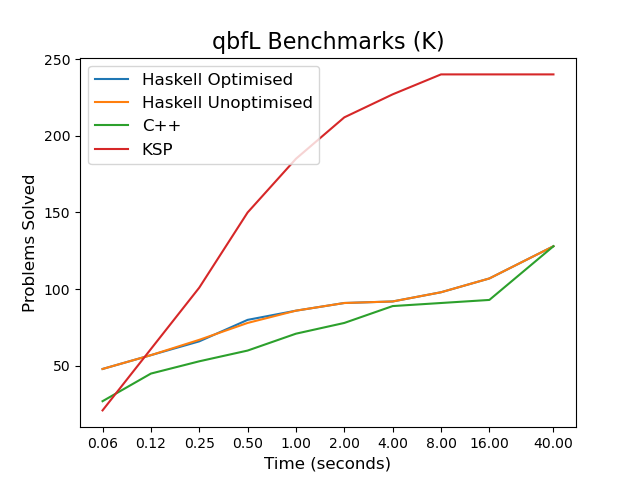 qbfL Benchmarks (K)
Haskell Optimised
Haskell Unoptimised
C++
KSP
Problems Solved
250
200
150
100
50
0.06 0.12 0.25 0.50 1.00 2.00 4.00 8.00 16.00 40.00
Time (seconds)